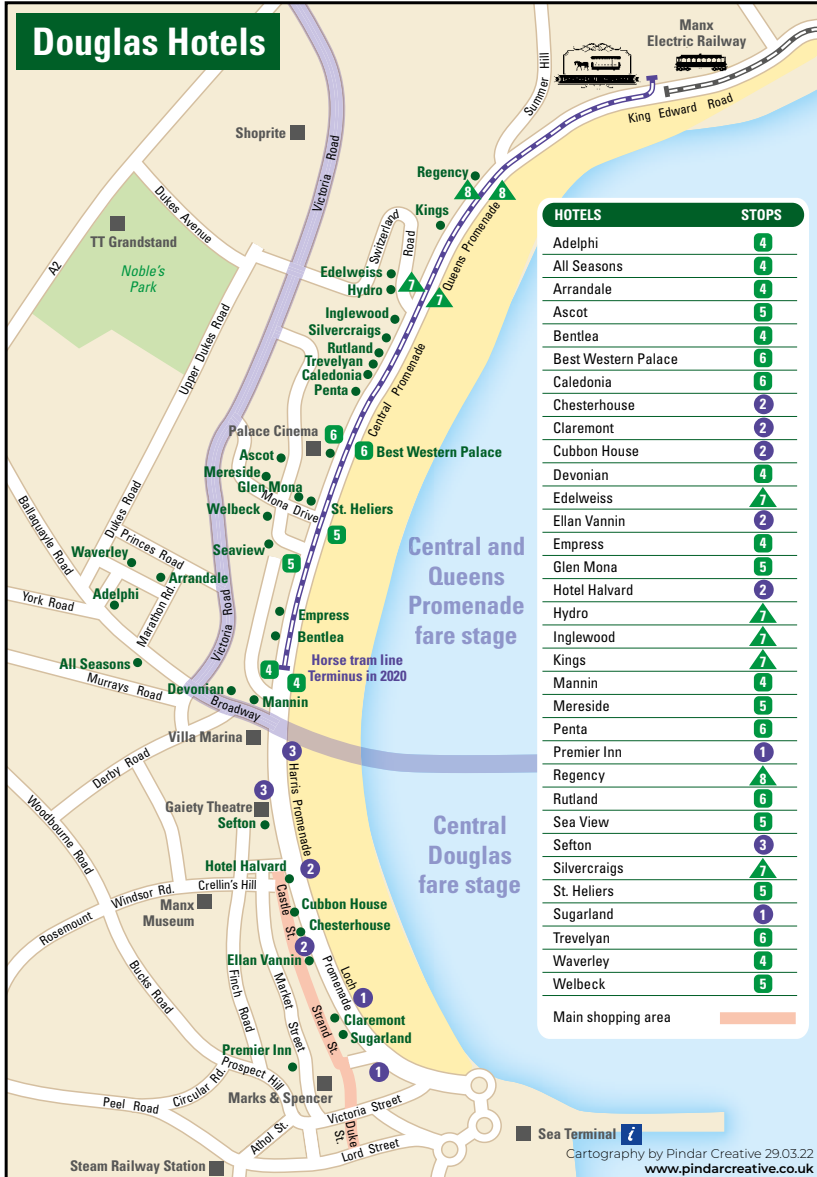 Douglas Hotels
Manx
Electric Railway
Summer Hill
King Edward Road
Shoprite
Victoria Road
Regency
8
8
Kings
Dukes Avenue
TT Grandstand
Noble's
Park
A2
Switzerland
Road
Queens Promenade
Edelweiss
Hydro
7
7
Inglewood
Silvercraigs
Rutland
Trevelyan
Caledonia
Penta
Upper Dukes Road
Central Promenade
Palace Cinema
6
6
Best Western Palace
Ascot
Mereside
Glen Mona
Mona Drive
St. Heliers
Welbeck
Seaview
5
5
Dukes Road
Ballaquayle Road
Princes Road
Waverley
Arrandale
Adelphi
Marathon Rd.
York Road
Victoria Road
Empress
Bentlea
Central and
Queens
Promenade
fare stage
All Seasons
Murrays Road
Horse tram line
Terminus in 2020
4
4
Devonian
Broadway
Mannin
Villa Marina
3
Derby Road
Harris Promenade
3
Gaiety Theatre
Sefton
Woodbourne Road
Central
Douglas
fare stage
Hotel Halvard
2
Crellin's Hill
Windsor Rd.
Rosemount
Manx
Museum
Castle St.
Cubbon House
Chesterhouse
2
Ellan Vannin
Bucks Road
Finch Road
Market Street
Loch
Promenade
1
Strand St.
Claremont
Sugarland
Premier Inn
Prospect Hill
1
Marks & Spencer
Circular Rd.
Peel Road
Victoria Street
Athol St.
Duke
St.
Lord Street
Steam Railway Station
Sea Terminal i
HOTELS STOPS
Adelphi 4
All Seasons 4
Arrandale 4
Ascot 5
Bentlea 4
Best Western Palace 6
Caledonia 6
Chesterhouse 2
Claremont 2
Cubbon House 2
Devonian 4
Edelweiss 7
Ellan Vannin 2
Empress 4
Glen Mona 5
Hotel Halvard 2
Hydro 7
Inglewood 7
Kings 7
Mannin 4
Mereside 5
Penta 6
Premier Inn 1
Regency 8
Rutland 6
Sea View 5
Sefton 3
Silvercraigs 7
St. Heliers 5
Sugarland 1
Trevelyan 6
Waverley 4
Welbeck 5
Main shopping area
Cartography by Pindar Creative 29.03.22
www.pindarcreative.co.uk